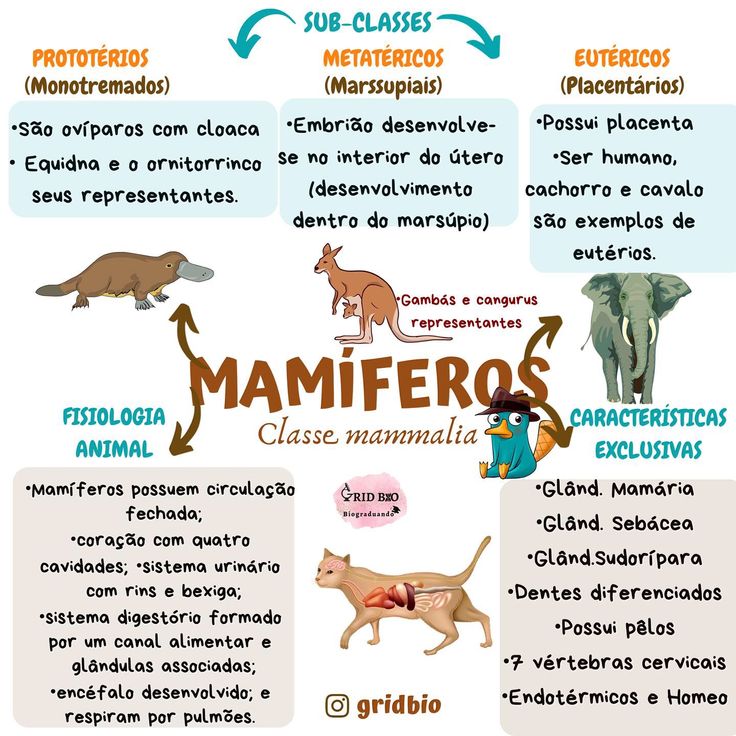 SUB-CLASSES
PROTOTÉRIOS
(Monotremados)
•São ovíparos com cloaca
• Equidna e o ornitorrinco
seus representantes.
METATÉRICOS
(Marssupiais)
•Embrião desenvolve-
se no interior do útero
(desenvolvimento
dentro do marsúpio)
•Gambás e cangurus
representantes
EUTÉRICOS
(Placentários)
•Possui placenta
•Ser humano,
cachorro e cavalo
são exemplos de
eutérios.
MAMÍFEROS
Classe mammalia
FISIOLOGIA
ANIMAL
•Mamíferos possuem circulação
fechada;
•coração com quatro
cavidades; •sistema urinário
com rins e bexiga;
•sistema digestório formado
por um canal alimentar e
glândulas associadas;
•encéfalo desenvolvido; e
respiram por pulmões.
GRID BIO
Biograduando
gridbio
CARACTERÍSTICAS
EXCLUSIVAS
•Glând. Mamária
•Glând. Sebácea
•Glând.Sudorípara
•Dentes diferenciados
•Possui pêlos
•7 vértebras cervicais
•Endotérmicos e Homeo